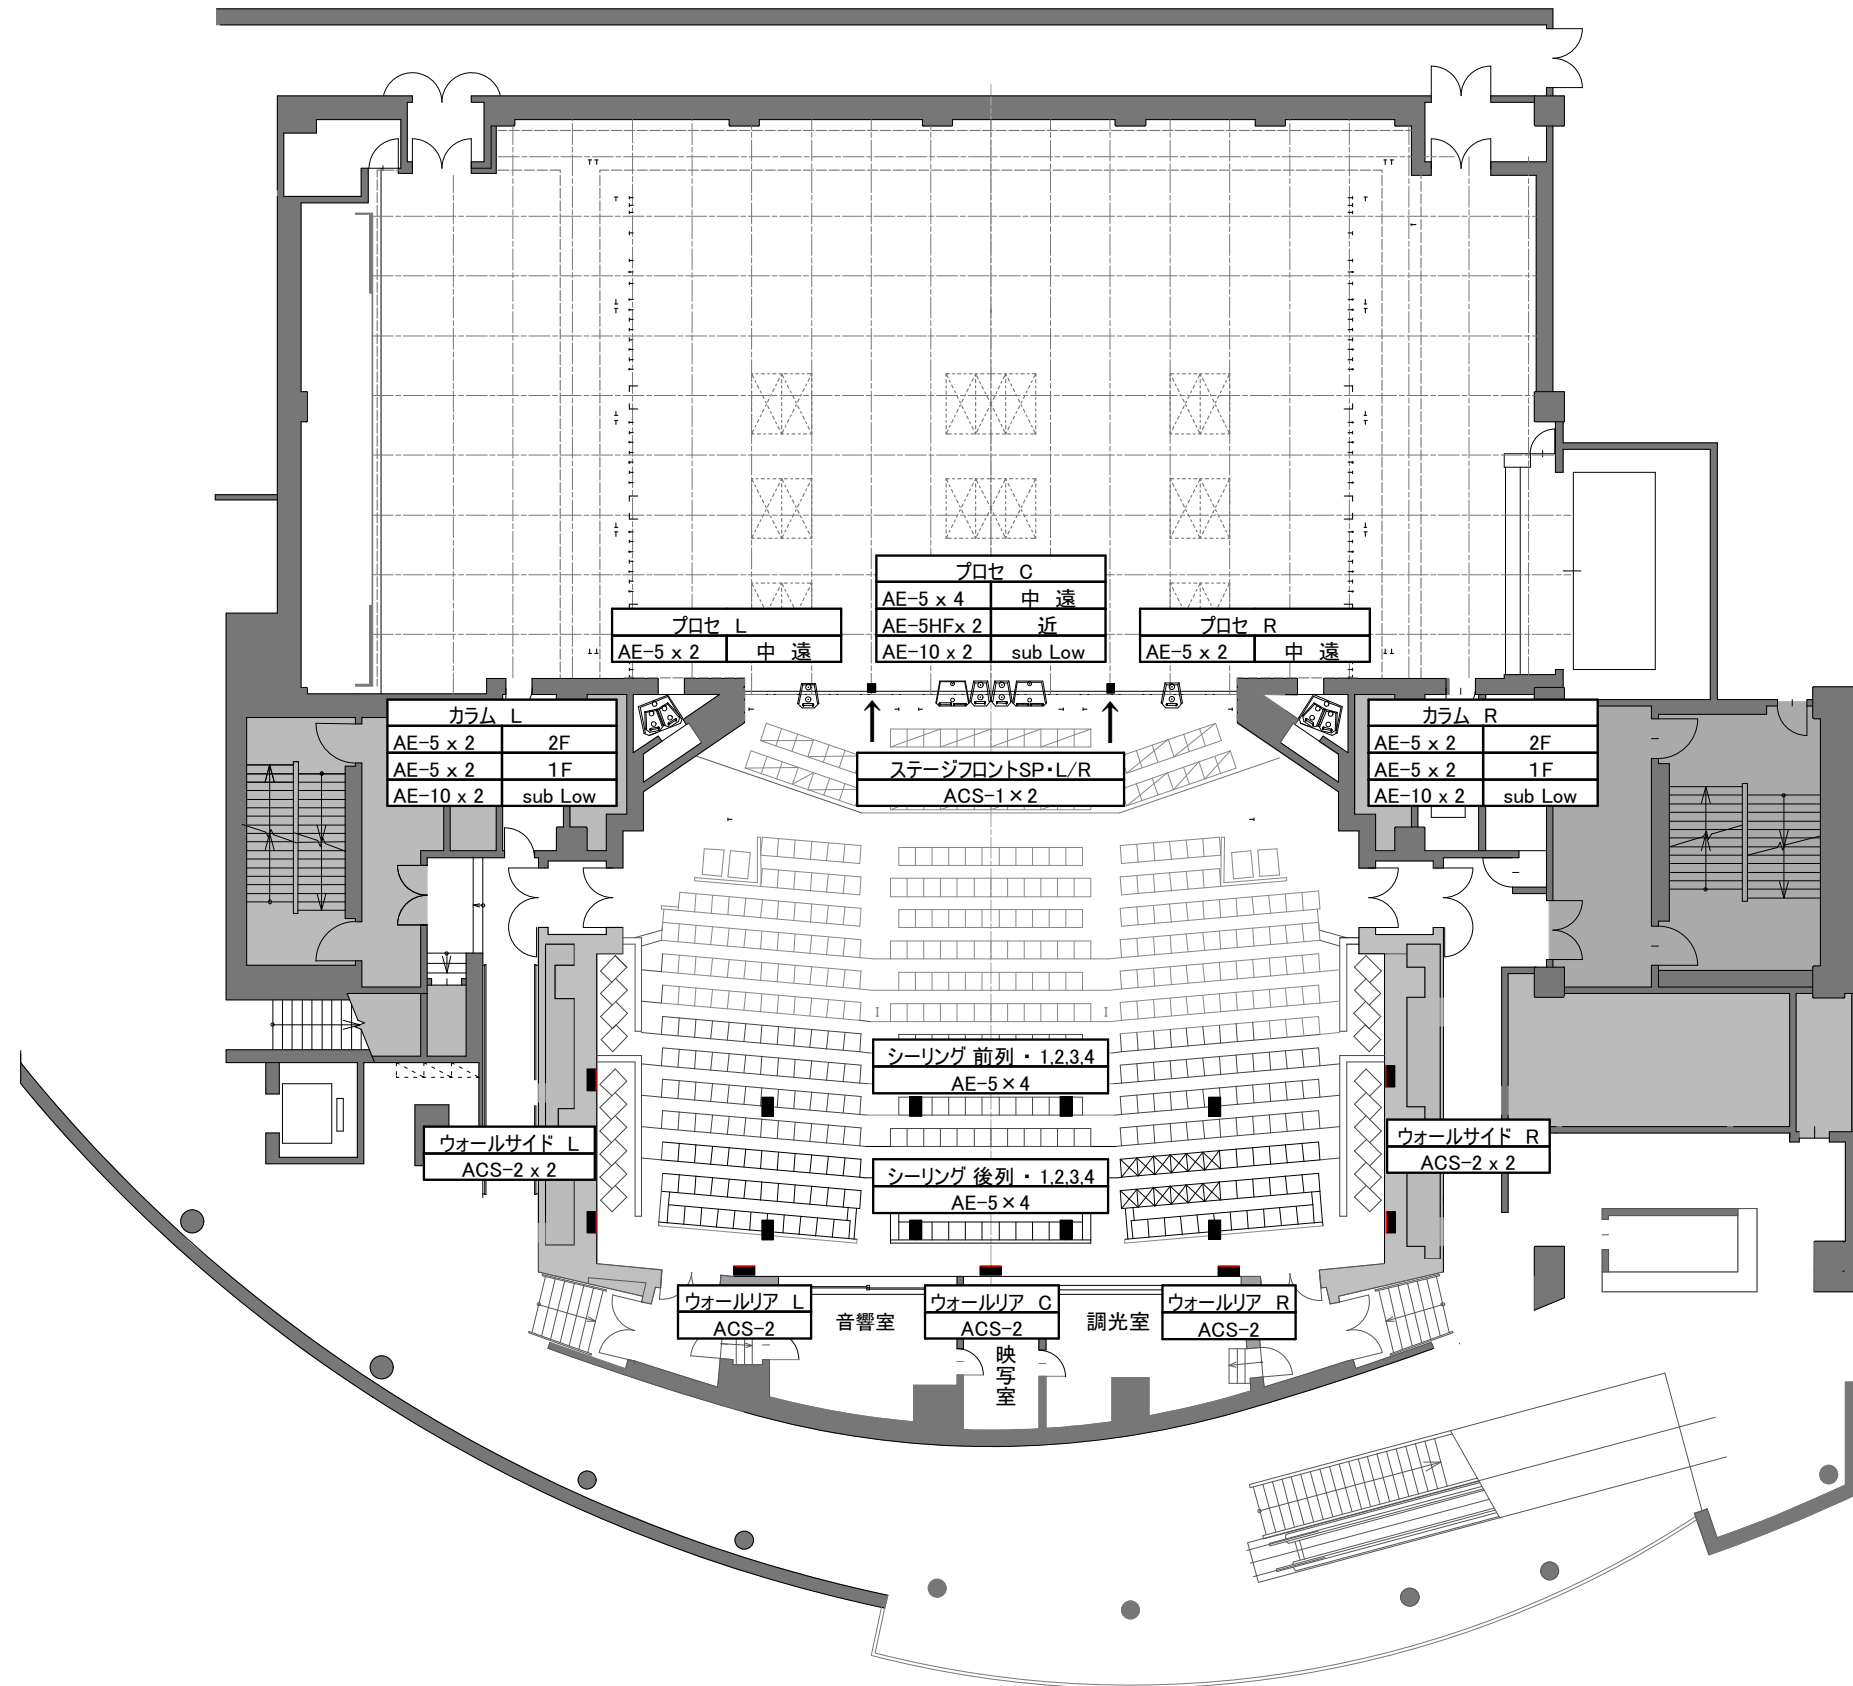 プロセ C
AE-5 x 4 中 遠
AE-5HFx 2 近
AE-10 x 2 sub Low
プロセ L
AE-5 x 2 中 遠
プロセ R
AE-5 x 2 中 遠
カラム L
AE-5 x 2 2F
AE-5 x 2 1F
AE-10 x 2 sub Low
カラム R
AE-5 x 2 2F
AE-5 x 2 1F
AE-10 x 2 sub Low
ステージフロントSP・L/R
ACS-1×2
シーリング 前列 ・ 1,2,3,4
AE-5×4
ウォールサイド L
ACS-2 x 2
ウォールサイド R
ACS-2 x 2
シーリング 後列 ・ 1,2,3,4
AE-5×4
ウォールリア L
ACS-2
音響室
ウォールリア C
ACS-2
調光室
ウォールリア R
ACS-2
映写室